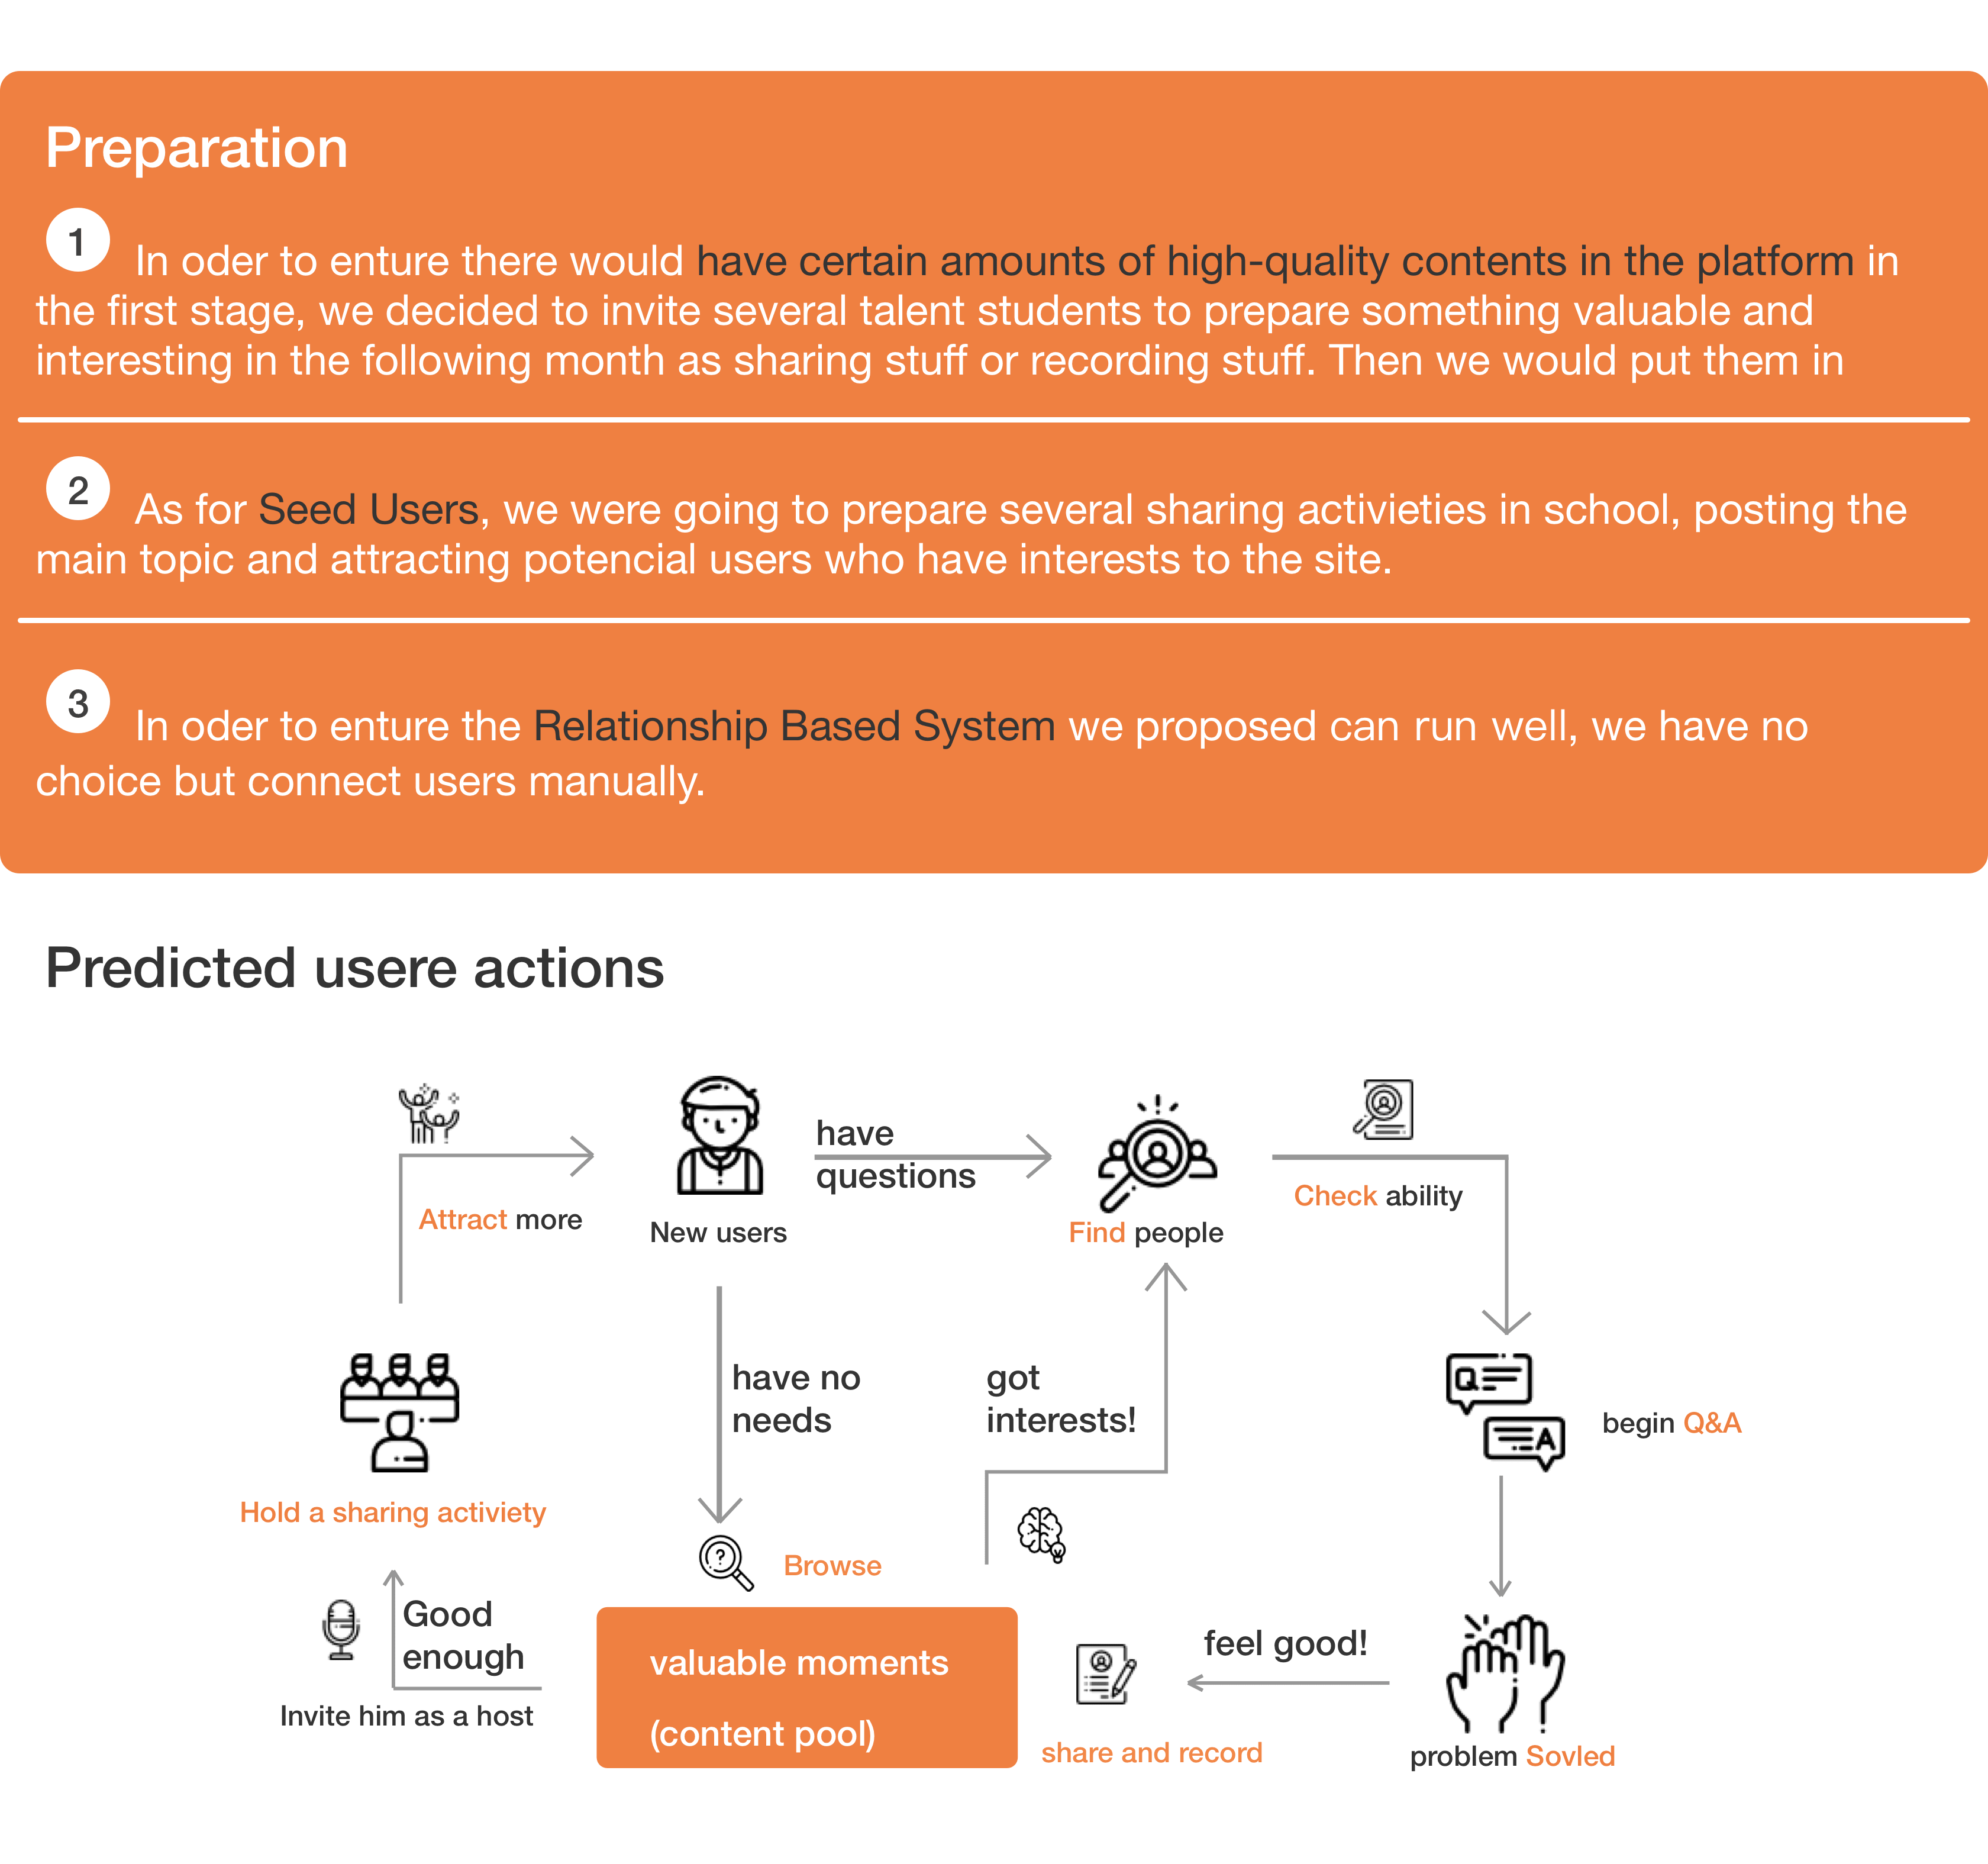 Preparation
1
In oder to enture there would have certain amounts of high-quality contents in the platform in
the first stage, we decided to invite several talent students to prepare something valuable and
interesting in the following month as sharing stuff or recording stuff. Then we would put them in
2
As for Seed Users, we were going to prepare several sharing activieties in school, posting the
main topic and attracting potencial users who have interests to the site.
3
In oder to enture the Relationship Based System we proposed can run well, we have no
choice but connect users manually.
Predicted usere actions
have
questions
Attract more
New users
Find people
Check ability
have no
needs
got
interests!
Q
A
begin Q&A
Hold a sharing activiety
?
Browse
Good
enough
Invite him as a host
valuable moments
(content pool)
feel good!
share and record
problem Sovled